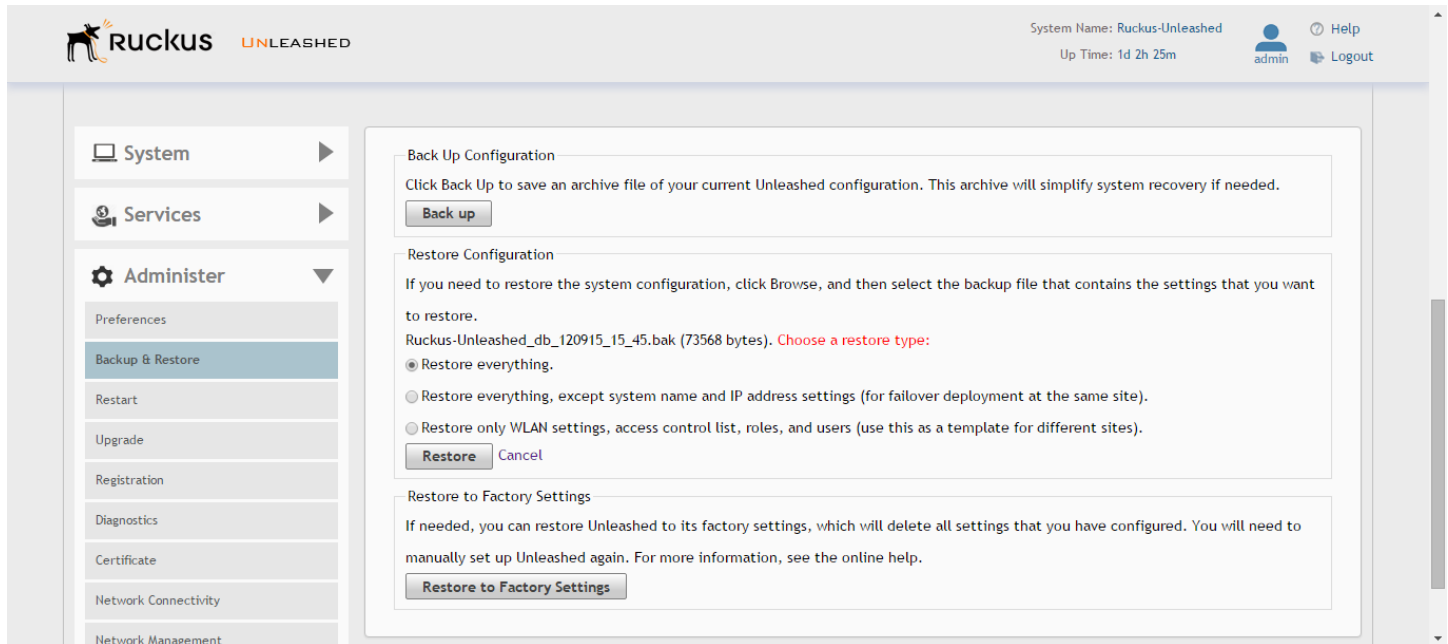 RUCKUS UNLEASHED
System Name: Ruckus-Unleashed
Up Time: 1d 2h 25m
admin
Help
Logout
System
Services
Administer
Preferences
Backup & Restore
Restart
Upgrade
Registration
Diagnostics
Certificate
Network Connectivity
Network Management
Back Up Configuration
Click Back Up to save an archive file of your current Unleashed configuration. This archive will simplify system recovery if needed.
Back up
Restore Configuration
If you need to restore the system configuration, click Browse, and then select the backup file that contains the settings that you want
to restore.
Ruckus-Unleashed_db_120915_15_45.bak (73568 bytes). Choose a restore type:
Restore everything.
Restore everything, except system name and IP address settings (for failover deployment at the same site).
Restore only WLAN settings, access control list, roles, and users (use this as a template for different sites).
Restore Cancel
Restore to Factory Settings
If needed, you can restore Unleashed to its factory settings, which will delete all settings that you have configured. You will need to
manually set up Unleashed again. For more information, see the online help.
Restore to Factory Settings